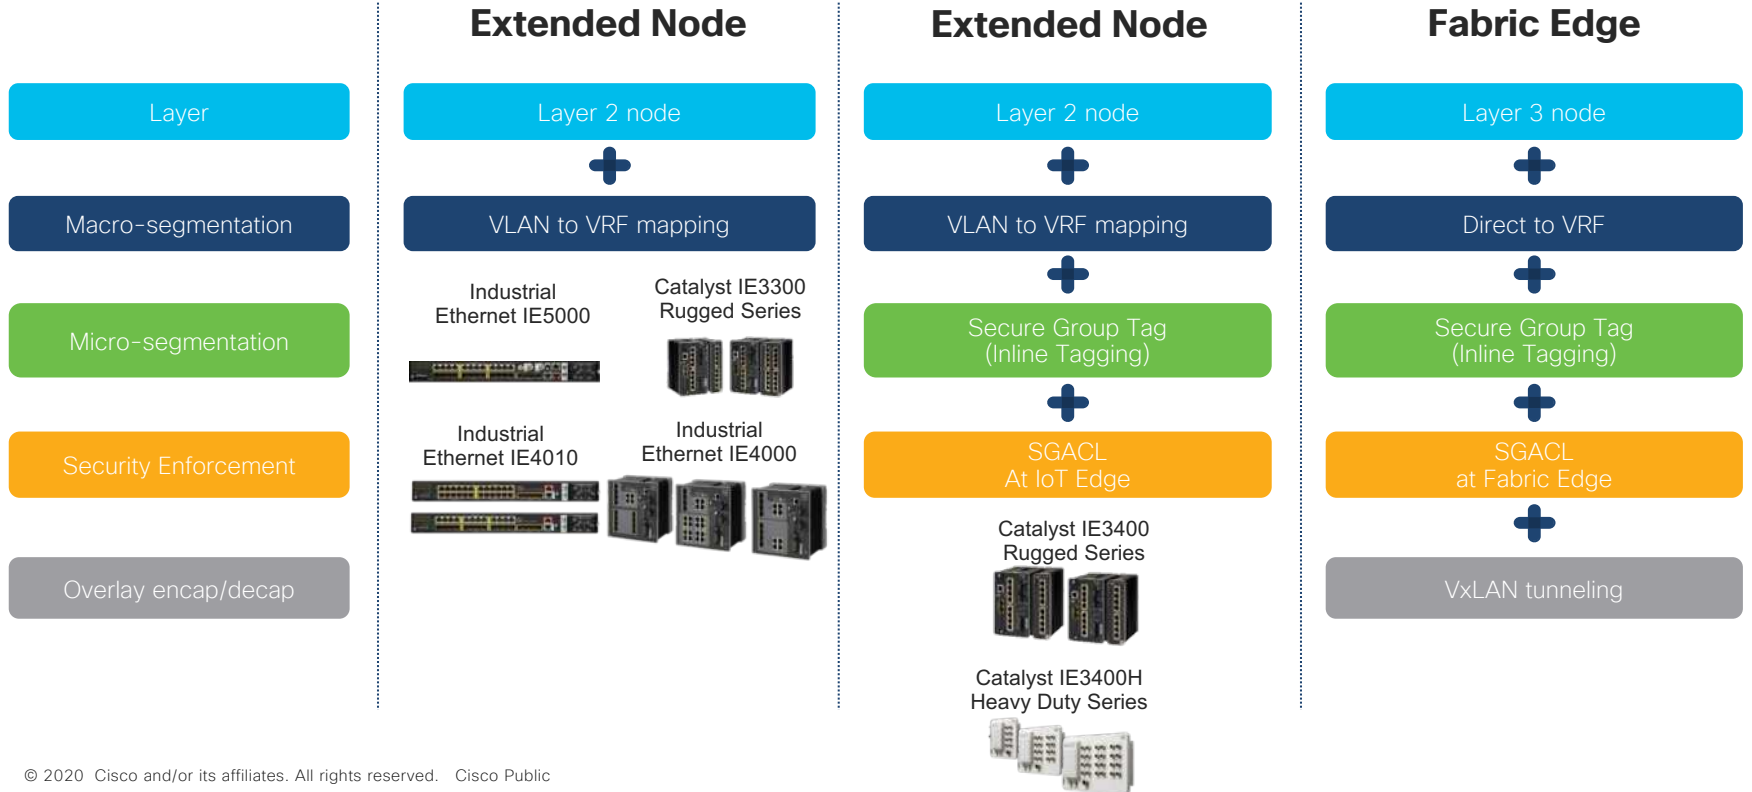 Extended Node
Extended Node
Fabric Edge
Layer
Layer 2 node
Layer 2 node
Layer 3 node
Macro-segmentation
VLAN to VRF mapping
VLAN to VRF mapping
Direct to VRF
Micro-segmentation
Industrial
Ethernet IE5000
Catalyst IE3300
Rugged Series
Secure Group Tag
(Inline Tagging)
Secure Group Tag
(Inline Tagging)
Security Enforcement
Industrial
Ethernet IE4010
Industrial
Ethernet IE4000
SGACL
At IoT Edge
SGACL
at Fabric Edge
Overlay encap/decap
Catalyst IE3400
Rugged Series
VxLAN tunneling
Catalyst IE3400H
Heavy Duty Series
© 2020 Cisco and/or its affiliates. All rights reserved. Cisco Public